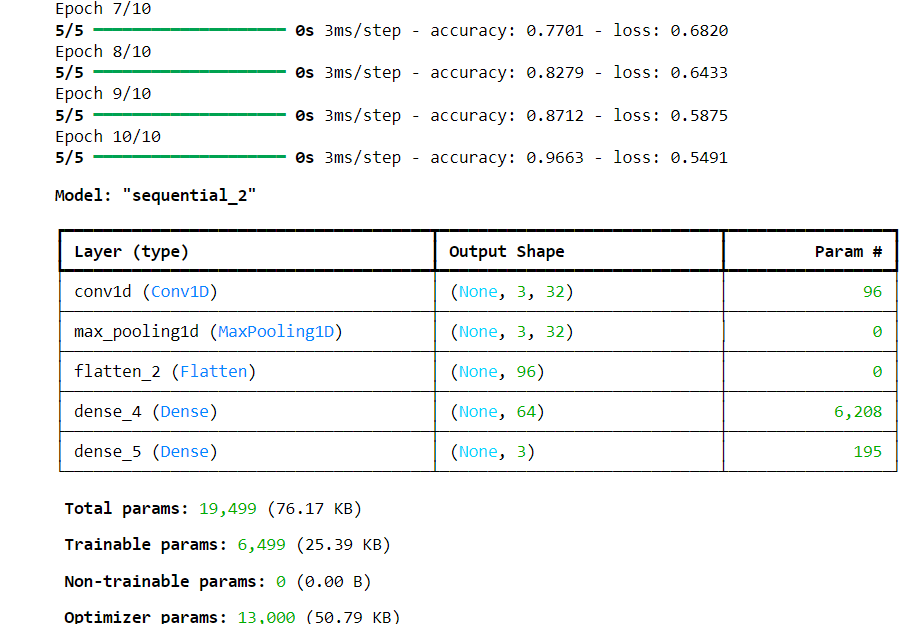 Epoch 7/10
5/5 ━━━━━━━━━━━━━━━━━━━━ 0s 3ms/step - accuracy: 0.7701 - loss: 0.6820
Epoch 8/10
5/5 ━━━━━━━━━━━━━━━━━━━━ 0s 3ms/step - accuracy: 0.8279 - loss: 0.6433
Epoch 9/10
5/5 ━━━━━━━━━━━━━━━━━━━━ 0s 3ms/step - accuracy: 0.8712 - loss: 0.5875
Epoch 10/10
5/5 ━━━━━━━━━━━━━━━━━━━━ 0s 3ms/step - accuracy: 0.9663 - loss: 0.5491
Model: "sequential_2"
Layer (type) Output Shape Param #
conv1d (Conv1D) (None, 3, 32) 96
max_pooling1d (MaxPooling1D) (None, 3, 32) 0
flatten_2 (Flatten) (None, 96) 0
dense_4 (Dense) (None, 64) 6,208
dense_5 (Dense) (None, 3) 195
Total params: 19,499 (76.17 KB)
Trainable params: 6,499 (25.39 KB)
Non-trainable params: 0 (0.00 B)
Optimizer params: 13,000 (50.79 KB)